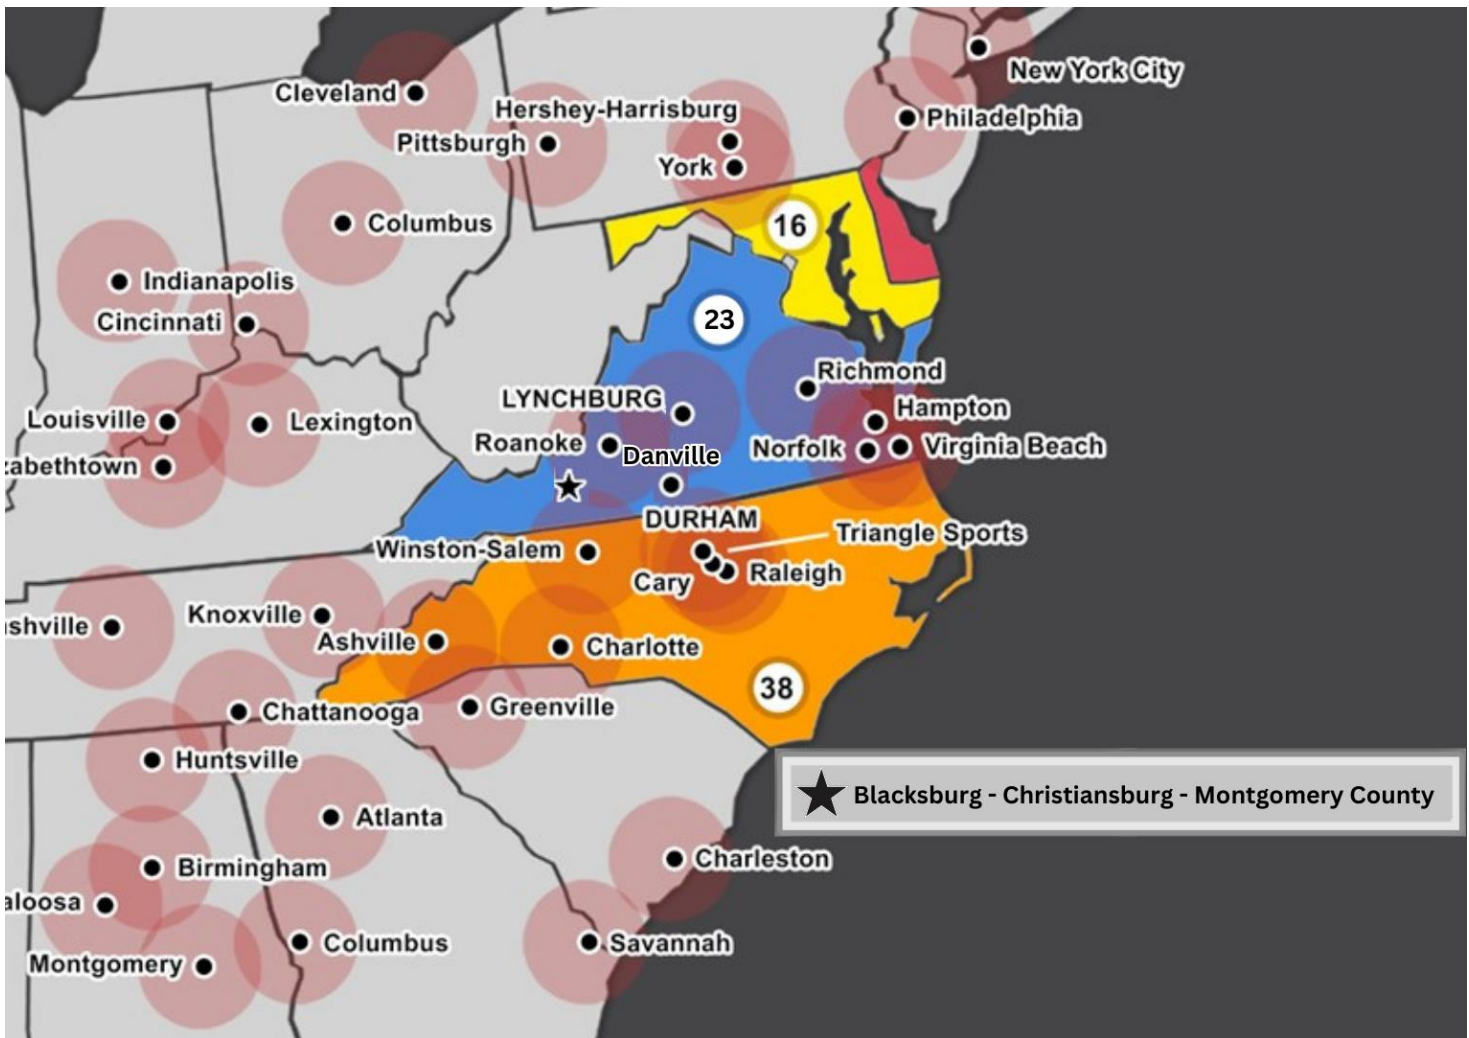 New York City
Cleveland
Hershey-Harrisburg
Philadelphia
Pittsburgh
York
Columbus
16
Indianapolis
Cincinnati
23
Richmond
LYNCHBURG
Hampton
Louisville
Lexington
Roanoke
Danville
Norfolk
Virginia Beach
zabethtown
DURHAM
Triangle Sports
Winston-Salem
Cary
Raleigh
Knoxville
shville
Ashville
Charlotte
38
Chattanooga
Greenville
Huntsville
Blacksburg - Christiansburg - Montgomery County
Atlanta
Charleston
Birmingham
aloosa
Columbus
Savannah
Montgomery